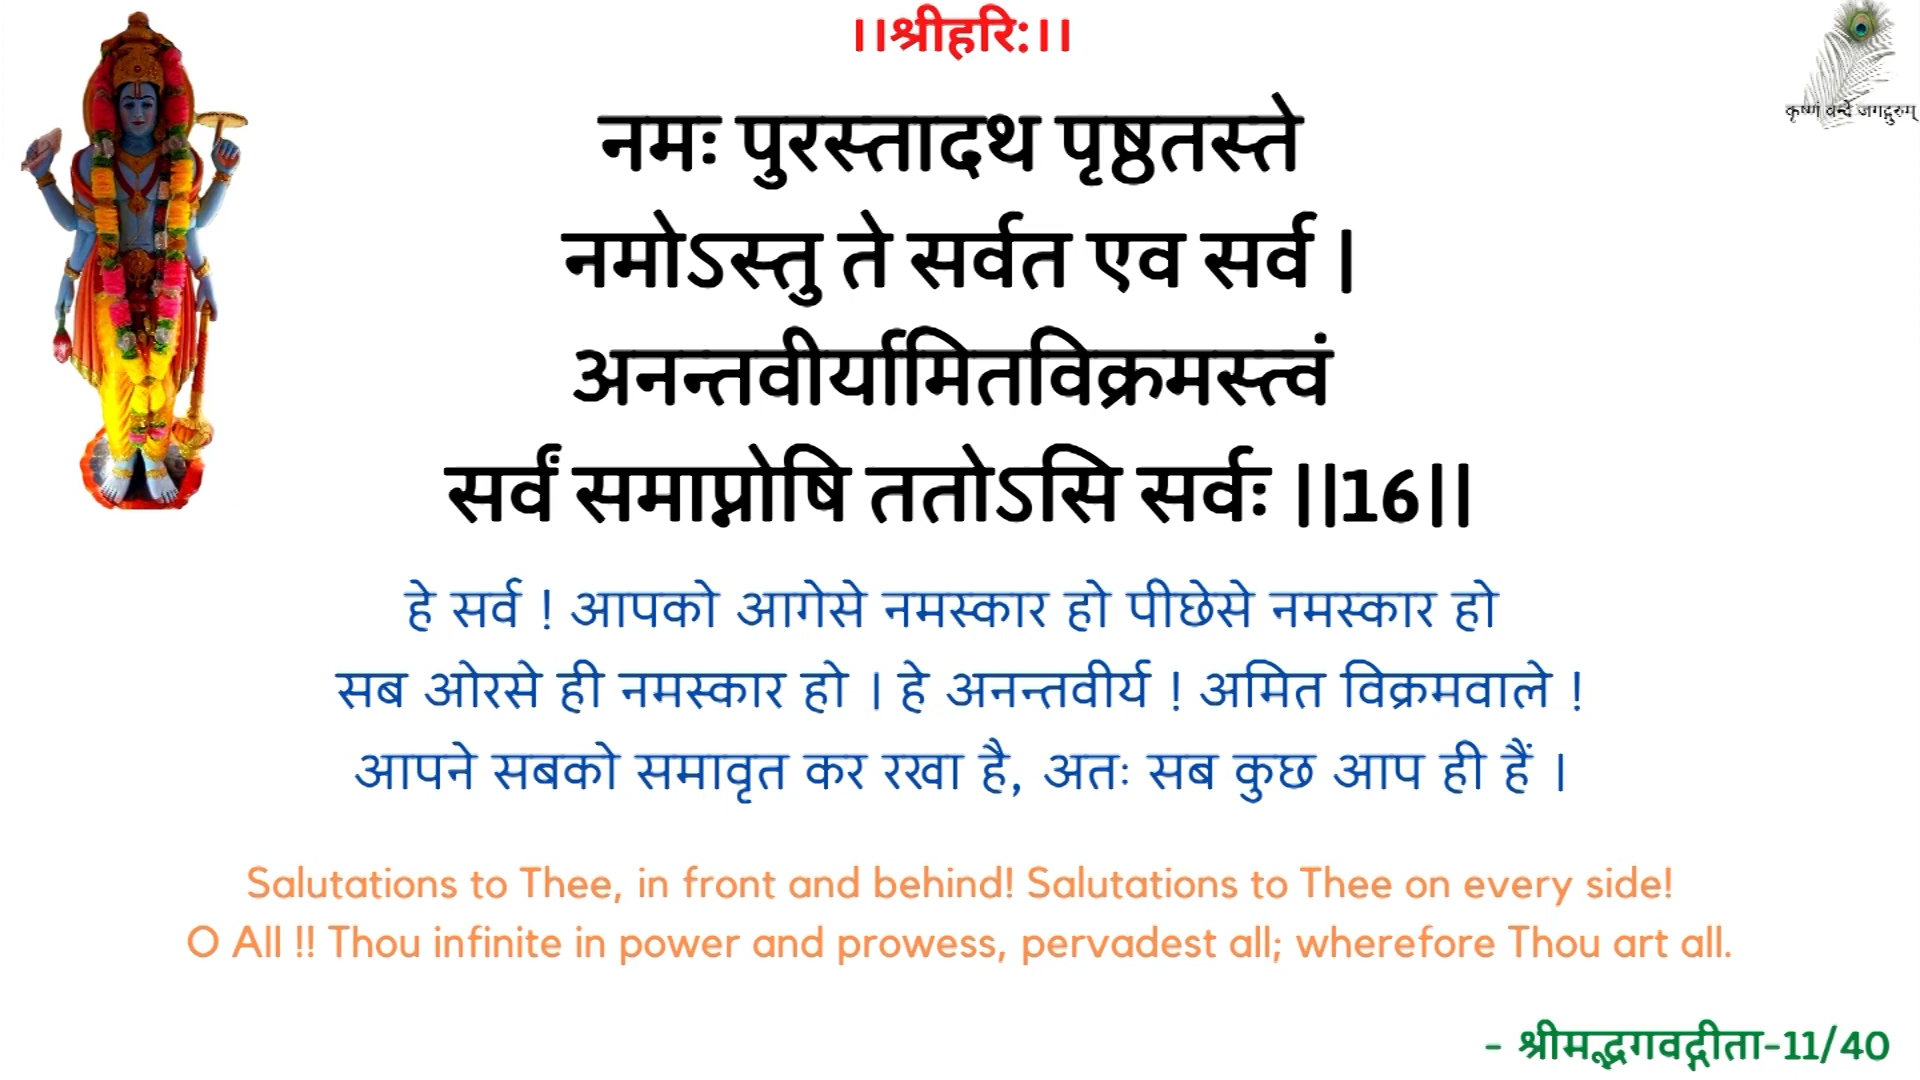 ।।श्रीहरि:।।
कृष्णं वन्दे जगद्गुरुम्
नमः पुरस्तादथ पृष्ठतस्ते
नमोऽस्तु ते सर्वत एव सर्व |
अनन्तवीर्यामितविक्रमस्त्वं
सर्वं समाप्नोषि ततोऽसि सर्वः ||16||
हे सर्व ! आपको आगेसे नमस्कार हो पीछेसे नमस्कार हो
सब ओरसे ही नमस्कार हो । हे अनन्तवीर्य ! अमित विक्रमवाले !
आपने सबको समावृत कर रखा है, अतः सब कुछ आप ही हैं ।
Salutations to Thee, in front and behind! Salutations to Thee on every side!
O All !! Thou infinite in power and prowess, pervadest all; wherefore Thou art all.
- श्रीमद्भगवद्गीता-11/40